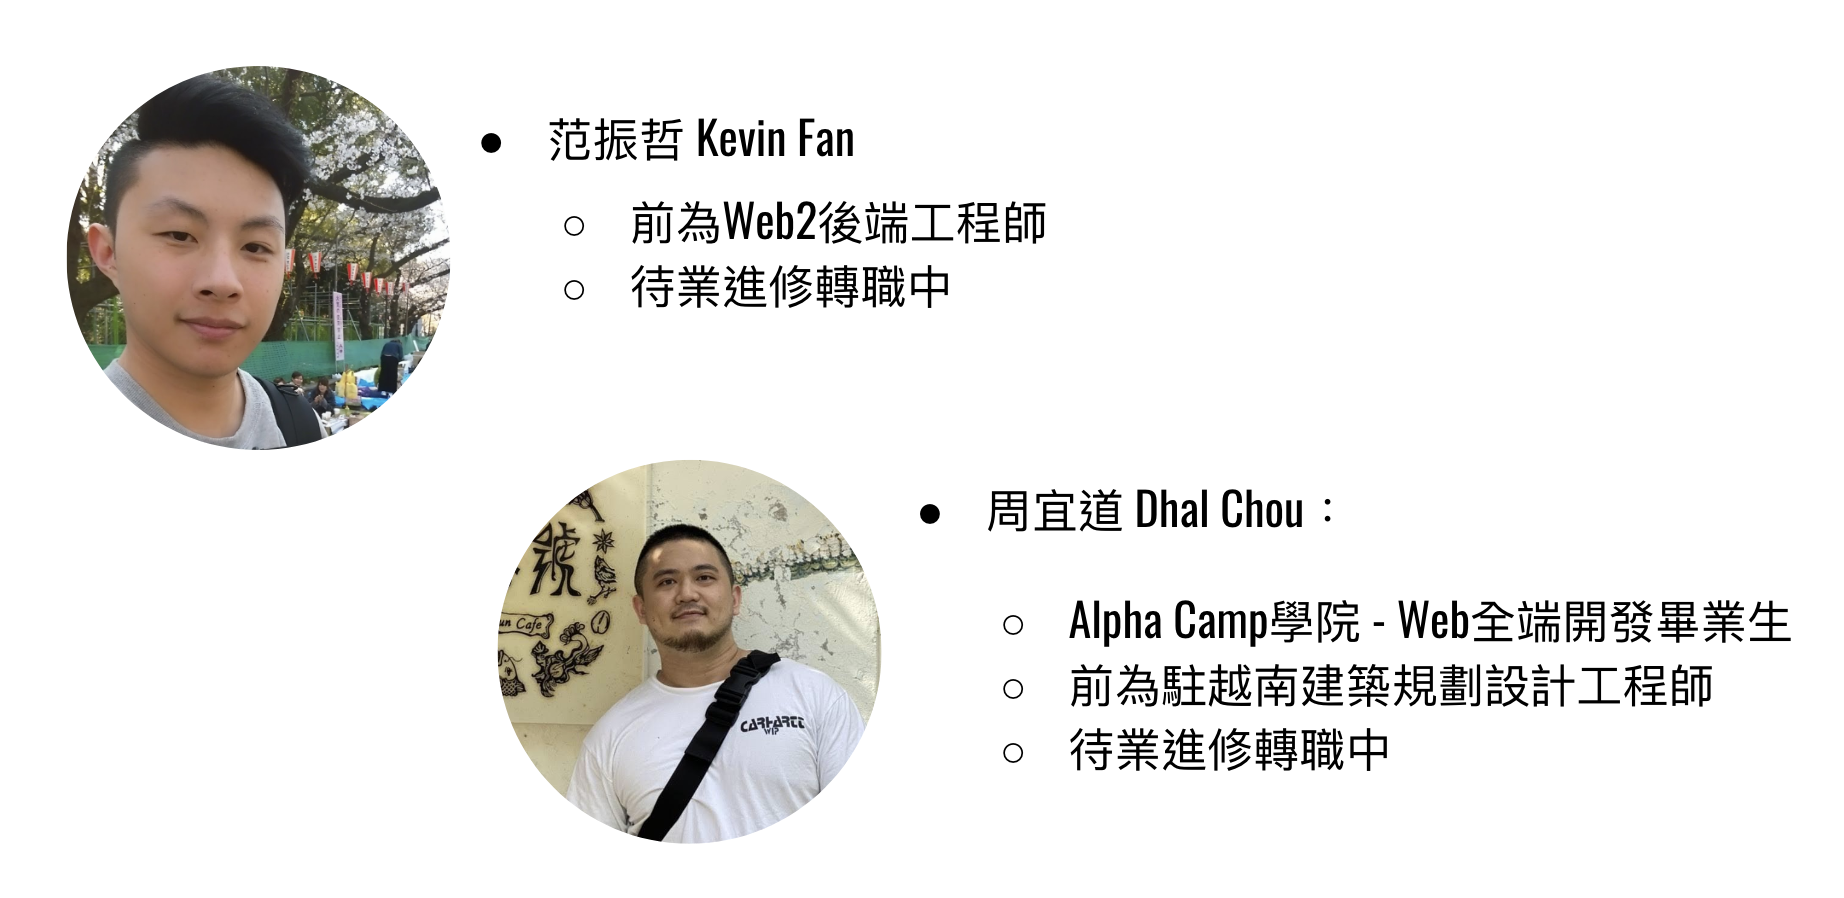 ● 范振哲 Kevin Fan
○ 前為Web2後端工程師
○ 待業進修轉職中
號
un Cafe
CARHARTT
WIP
● 周宜道 Dhal Chou：
○ Alpha Camp學院 - Web全端開發畢業生
○ 前為駐越南建築規劃設計工程師
○ 待業進修轉職中